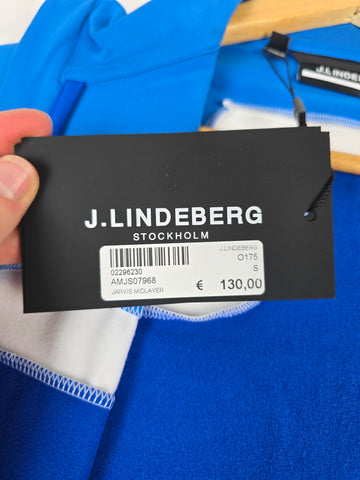 J.LINDEBERG
J.LINDEBERG
STOCKHOLM
02296230
AMJS07968
JARVIS MIDLAYER
J.LINDEBERG
O175
S
€ 130,00